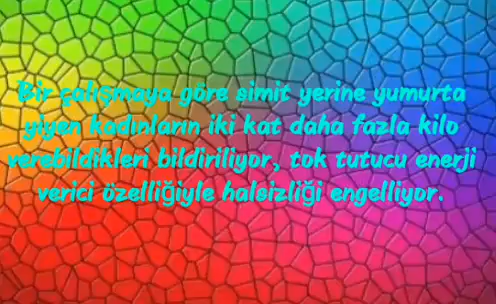 Bir çalışmaya göre simit yerine yumurta
yiyen kadınların iki kat daha fazla kilo
verebildikleri bildiriliyor, tok tutucu enerji
verici özelliğiyle halsizliği engelliyor.